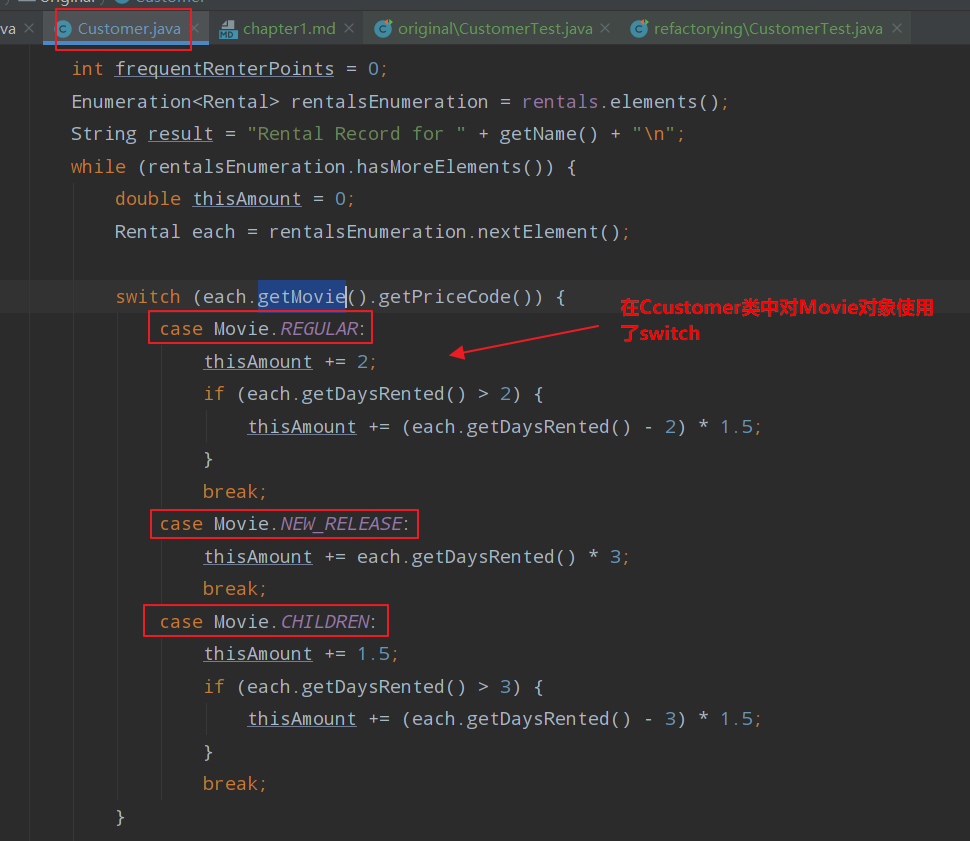 original Customer
va Customer.java chapter1.md original\CustomerTest.java refactorying\CustomerTest.java
int frequentRenterPoints = 0;
Enumeration<Rental> rentalsEnumeration = rentals.elements();
String result = "Rental Record for " + getName() + "\n";
while (rentalsEnumeration.hasMoreElements()) {
double thisAmount = 0;
Rental each = rentalsEnumeration.nextElement();
switch (each.getMovie().getPriceCode()) {
在Ccustomer类中对Movie对象使用
了switch
case Movie.REGULAR:
thisAmount += 2;
if (each.getDaysRented() > 2) {
thisAmount += (each.getDaysRented() - 2) * 1.5;
}
break;
case Movie.NEW_RELEASE:
thisAmount += each.getDaysRented() * 3;
break;
case Movie.CHILDREN:
thisAmount += 1.5;
if (each.getDaysRented() > 3) {
thisAmount += (each.getDaysRented() - 3) * 1.5;
}
break;
}